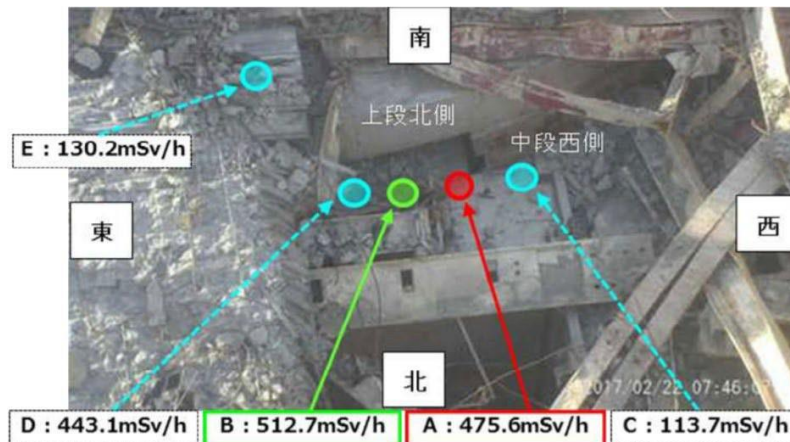 南
上段北側
中段西側
E：130.2mSv/h
東
西
北
2017/02/22 07:46:
D：443.1mSv/h
B：512.7mSv/h
A：475.6mSv/h
C：113.7mSv/h